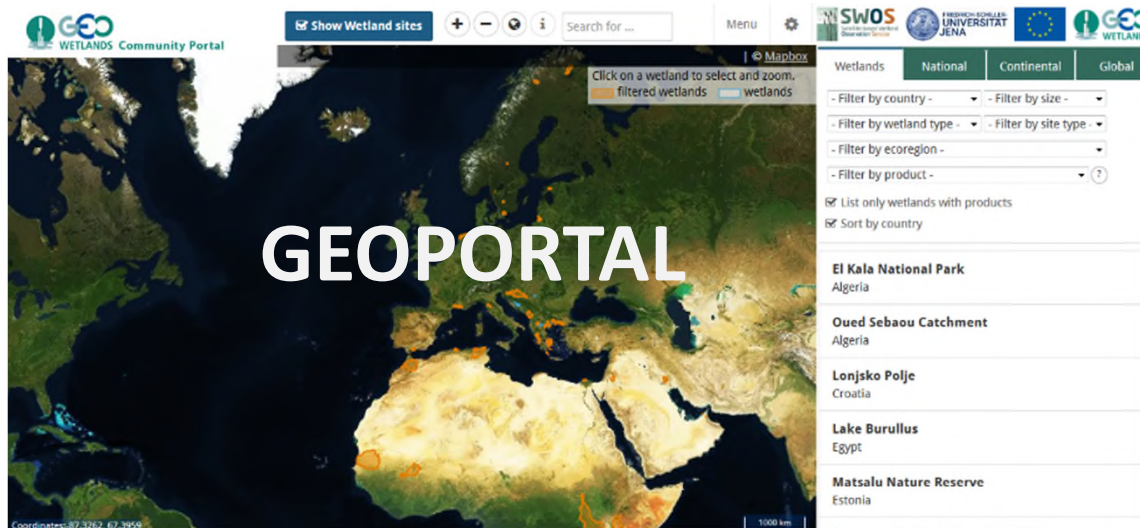 GEO
WETLANDS Community Portal
Show Wetland sites
Search for ...
Menu
SWOS
FRIEDRICH-SCHILLER-
UNIVERSITÄT
JENA
GEO
WETLAN
| © Mapbox
Click on a wetland to select and zoom.
filtered wetlands wetlands
GEOPORTAL
Coordinates: -87.3262, 67.3959
1000 km
Wetlands National Continental Global
- Filter by country - - Filter by size -
- Filter by wetland type - - Filter by site type -
- Filter by ecoregion -
- Filter by product - ?
List only wetlands with products
Sort by country
El Kala National Park
Algeria
Oued Sebaou Catchment
Algeria
Lonjsko Polje
Croatia
Lake Burullus
Egypt
Matsalu Nature Reserve
Estonia